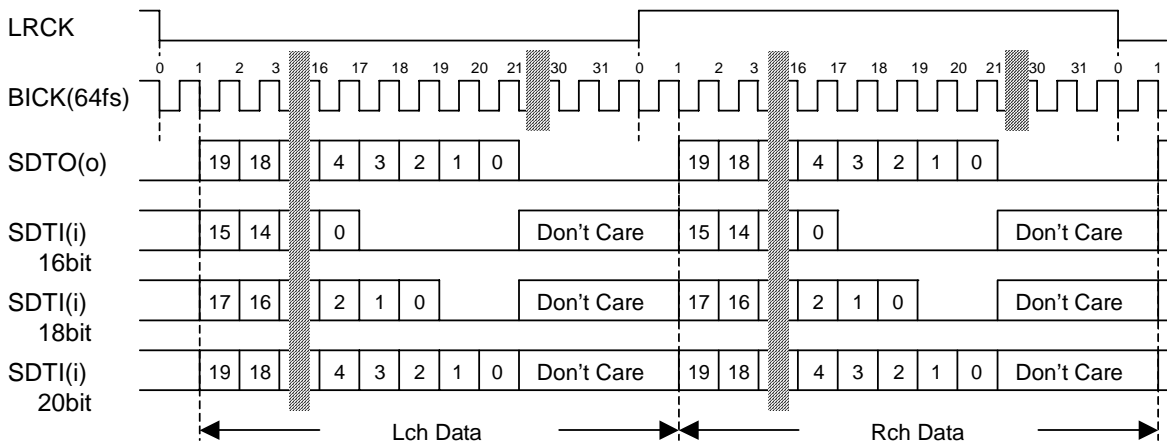 LRCK
0 1 2 3 16 17 18 19 20 21 30 31 0 1 2 3 16 17 18 19 20 21 30 31 0 1
BICK(64fs)
SDTO(o) 19 18 4 3 2 1 0 19 18 4 3 2 1 0
SDTI(i) 15 14 0 Don't Care 15 14 0 Don't Care
16bit
SDTI(i) 17 16 2 1 0 Don't Care 17 16 2 1 0 Don't Care
18bit
SDTI(i) 19 18 4 3 2 1 0 Don't Care 19 18 4 3 2 1 0 Don't Care
20bit
Lch Data Rch Data